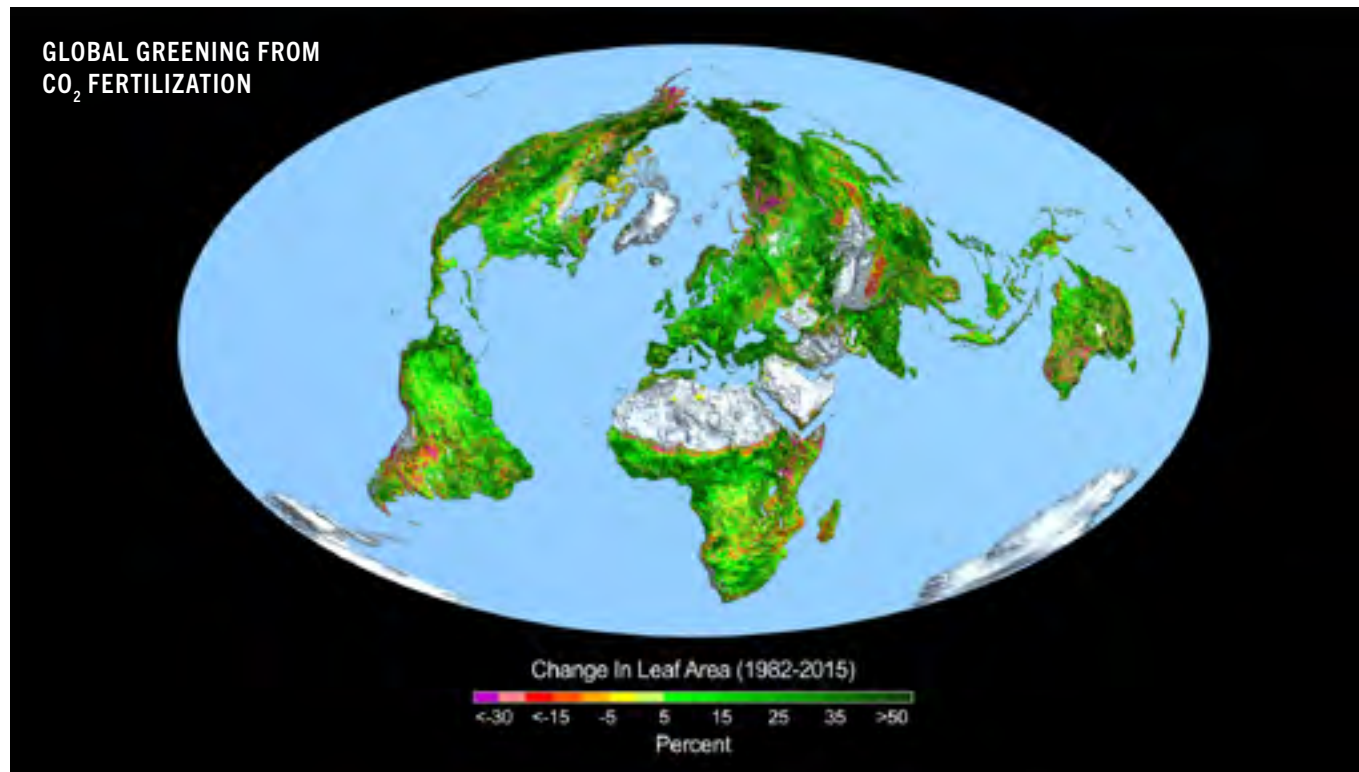 GLOBAL GREENING FROM
CO₂ FERTILIZATION
Change In Leaf Area (1982-2015)
<-30 <-15 -5 5 15 25 35 >50
Percent